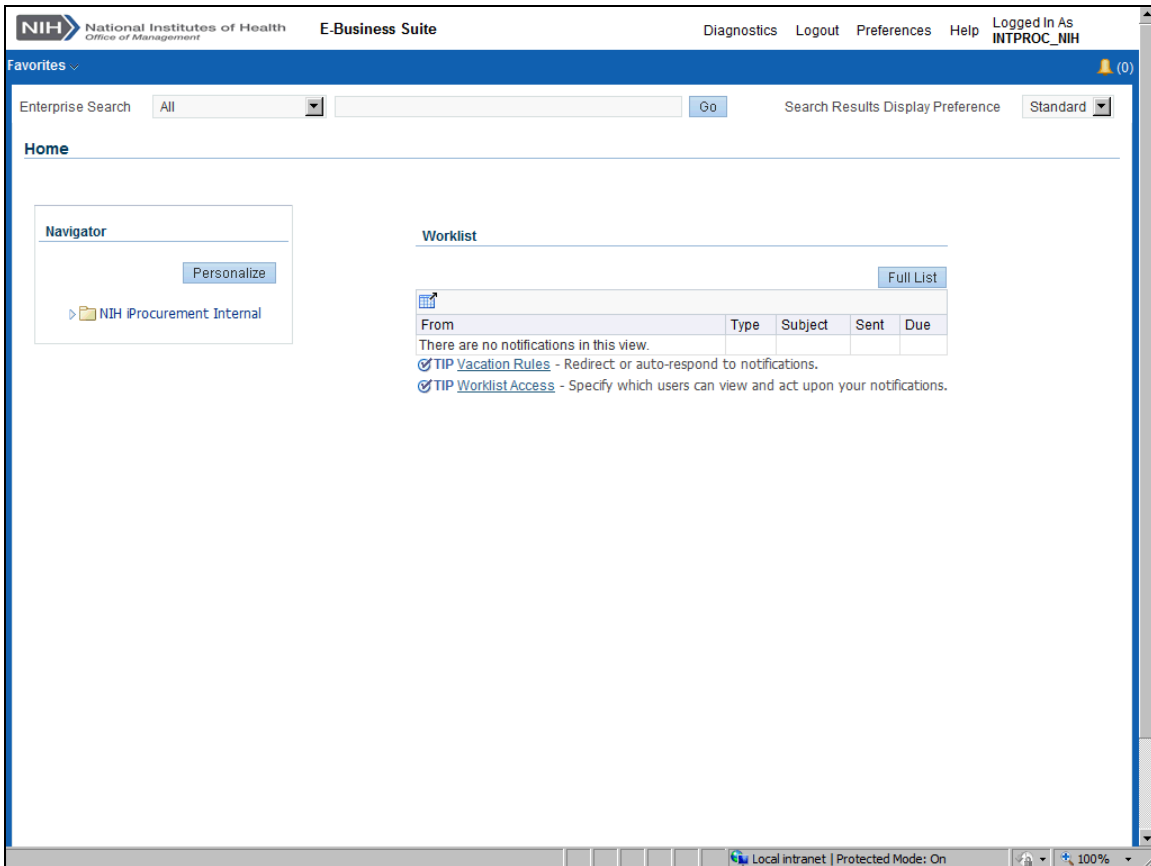 NIH National Institutes of Health E-Business Suite Diagnostics Logout Preferences Help Logged In As
Office of Management INTPROC_NIH
Favorites (0)
Enterprise Search All Go Search Results Display Preference Standard
Home
Navigator
Personalize
NIH iProcurement Internal
Worklist
Full List
From Type Subject Sent Due
There are no notifications in this view.
TIP Vacation Rules - Redirect or auto-respond to notifications.
TIP Worklist Access - Specify which users can view and act upon your notifications.
Local intranet | Protected Mode: On 100%